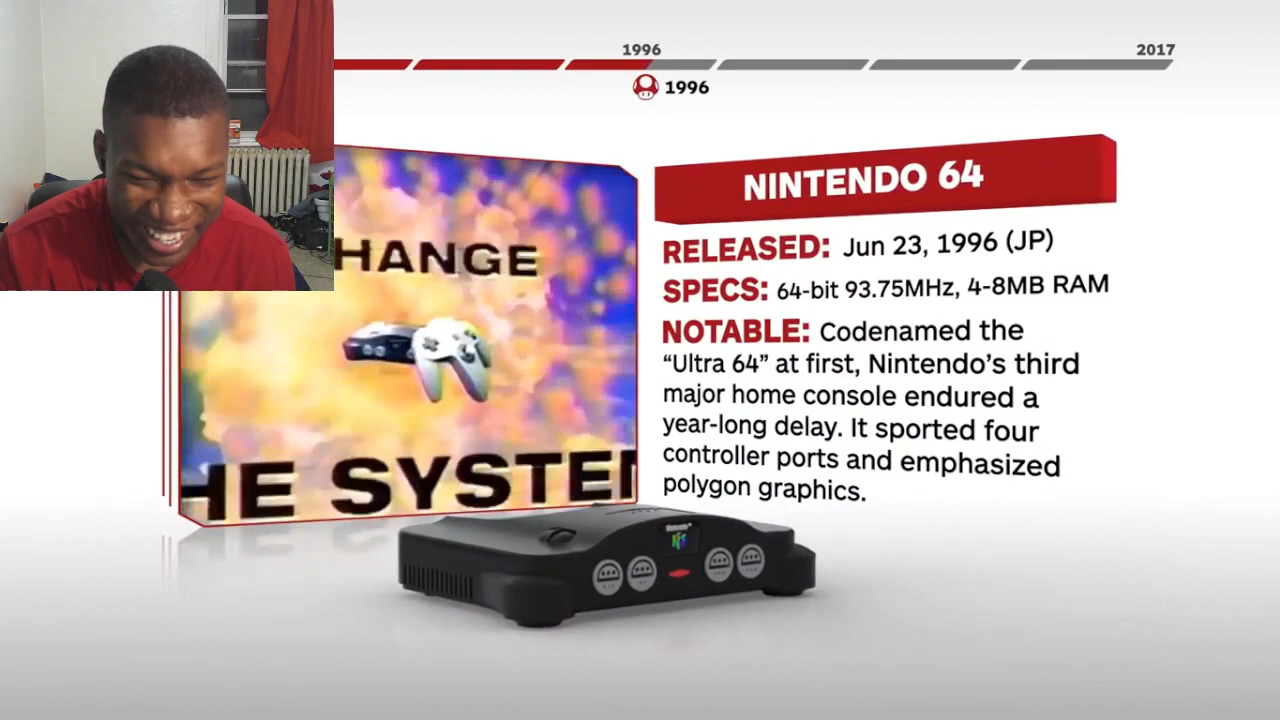 1996
2017
1996
NINTENDO 64
HANGE
HE SYSTE
RELEASED: Jun 23, 1996 (JP)
SPECS: 64-bit 93.75MHz, 4-8MB RAM
NOTABLE: Codenamed the
“Ultra 64” at first, Nintendo’s third
major home console endured a
year-long delay. It sported four
controller ports and emphasized
polygon graphics.
Nintendo